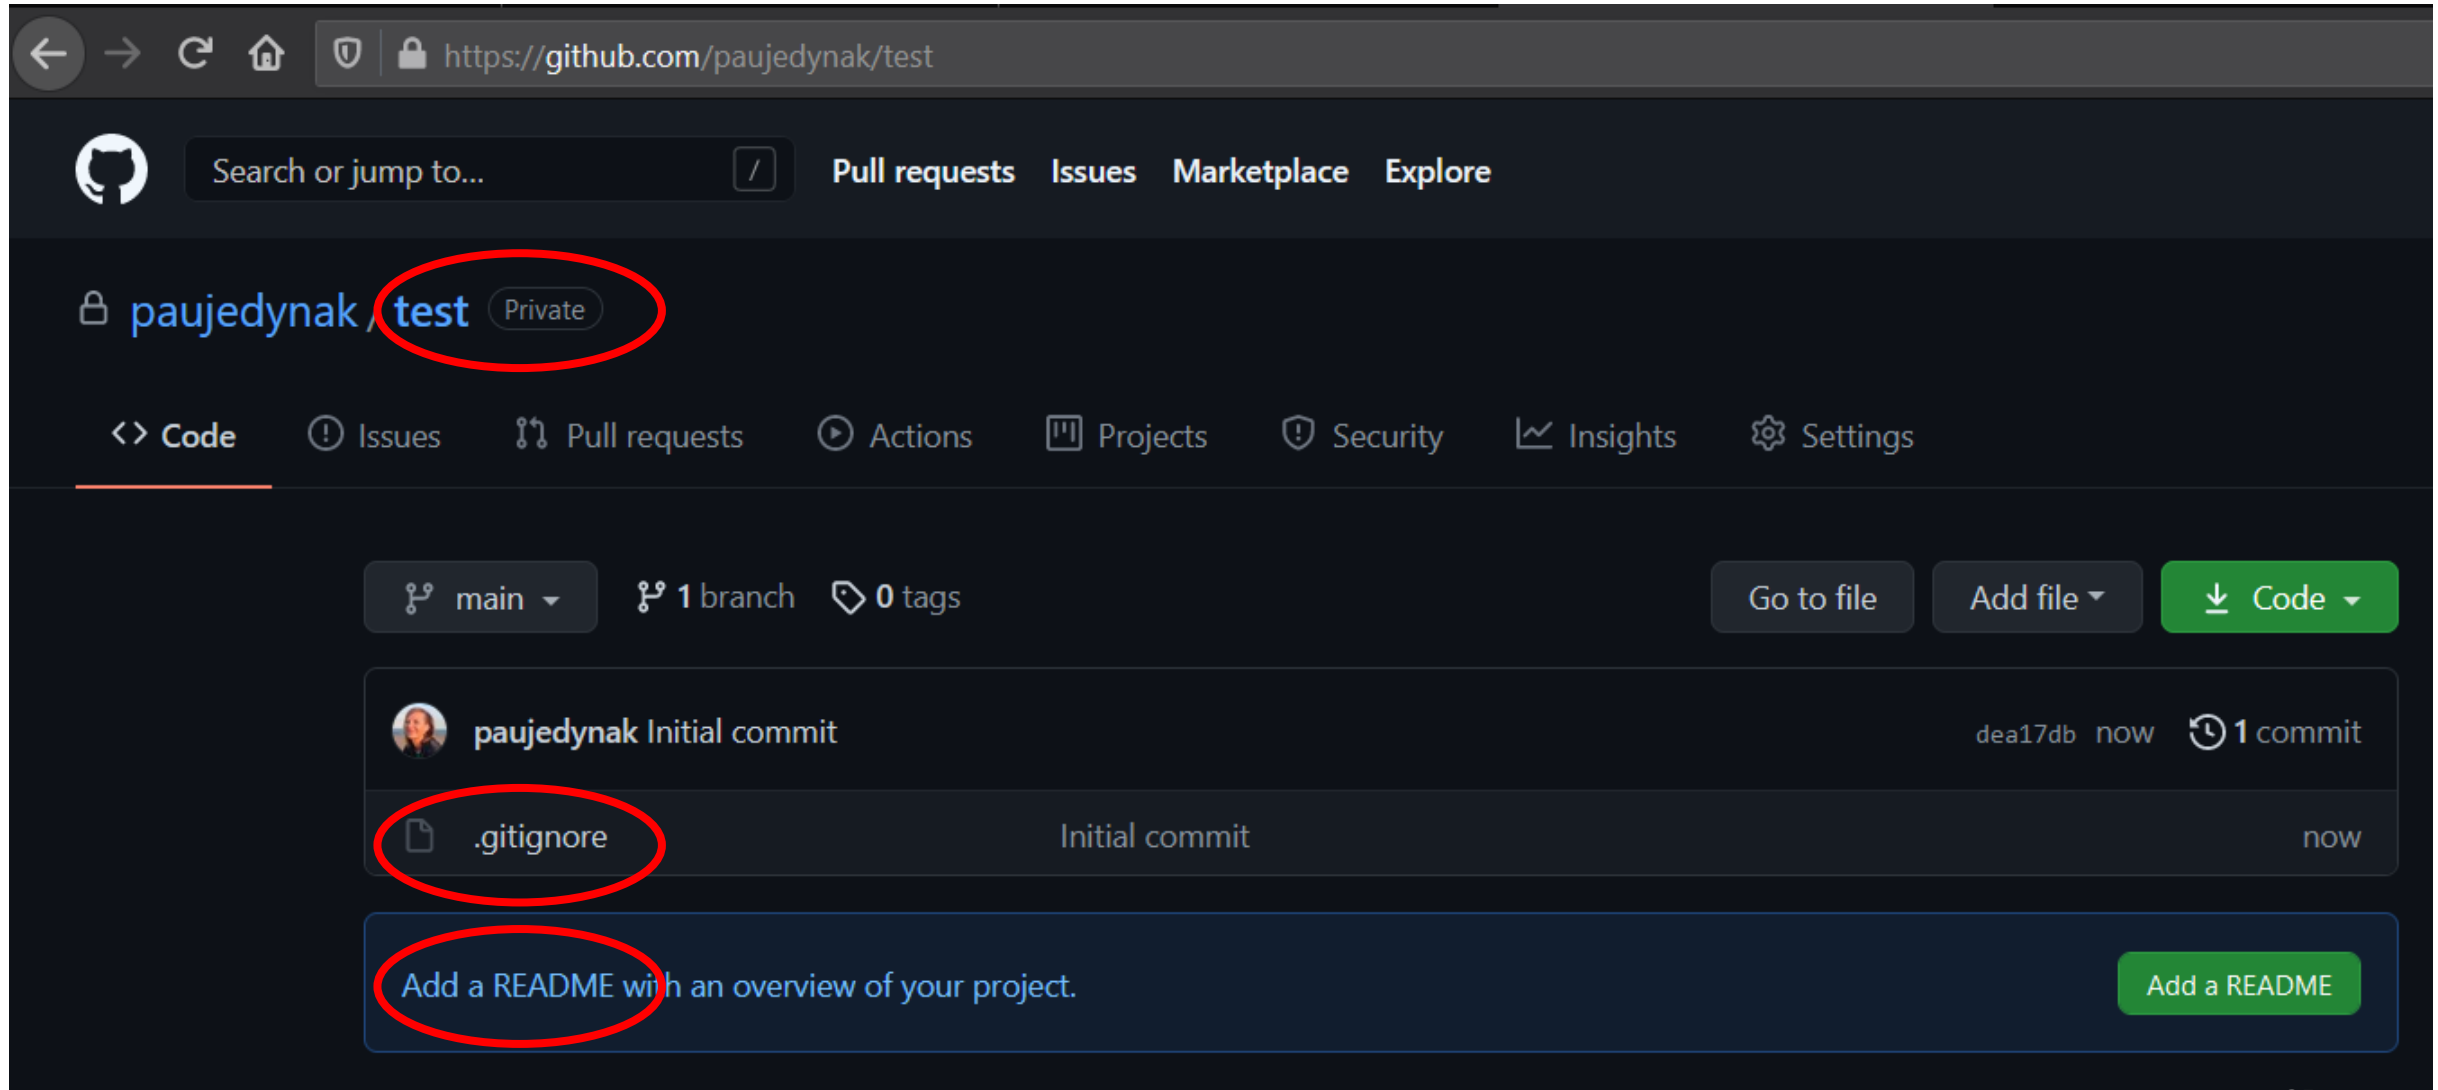 https://github.com/paujedynak/test
Search or jump to... / Pull requests Issues Marketplace Explore
paujedynak / test Private
Code Issues Pull requests Actions Projects Security Insights Settings
main 1 branch 0 tags Go to file Add file Code
paujedynak Initial commit dea17db now 1 commit
.gitignore Initial commit now
Add a README with an overview of your project. Add a README